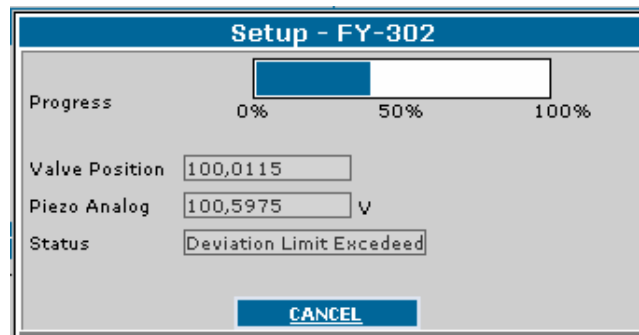 Setup - FY-302
Progress
0% 50% 100%
Valve Position 100,0115
Piezo Analog 100,5975 V
Status Deviation Limit Excedeed
CANCEL